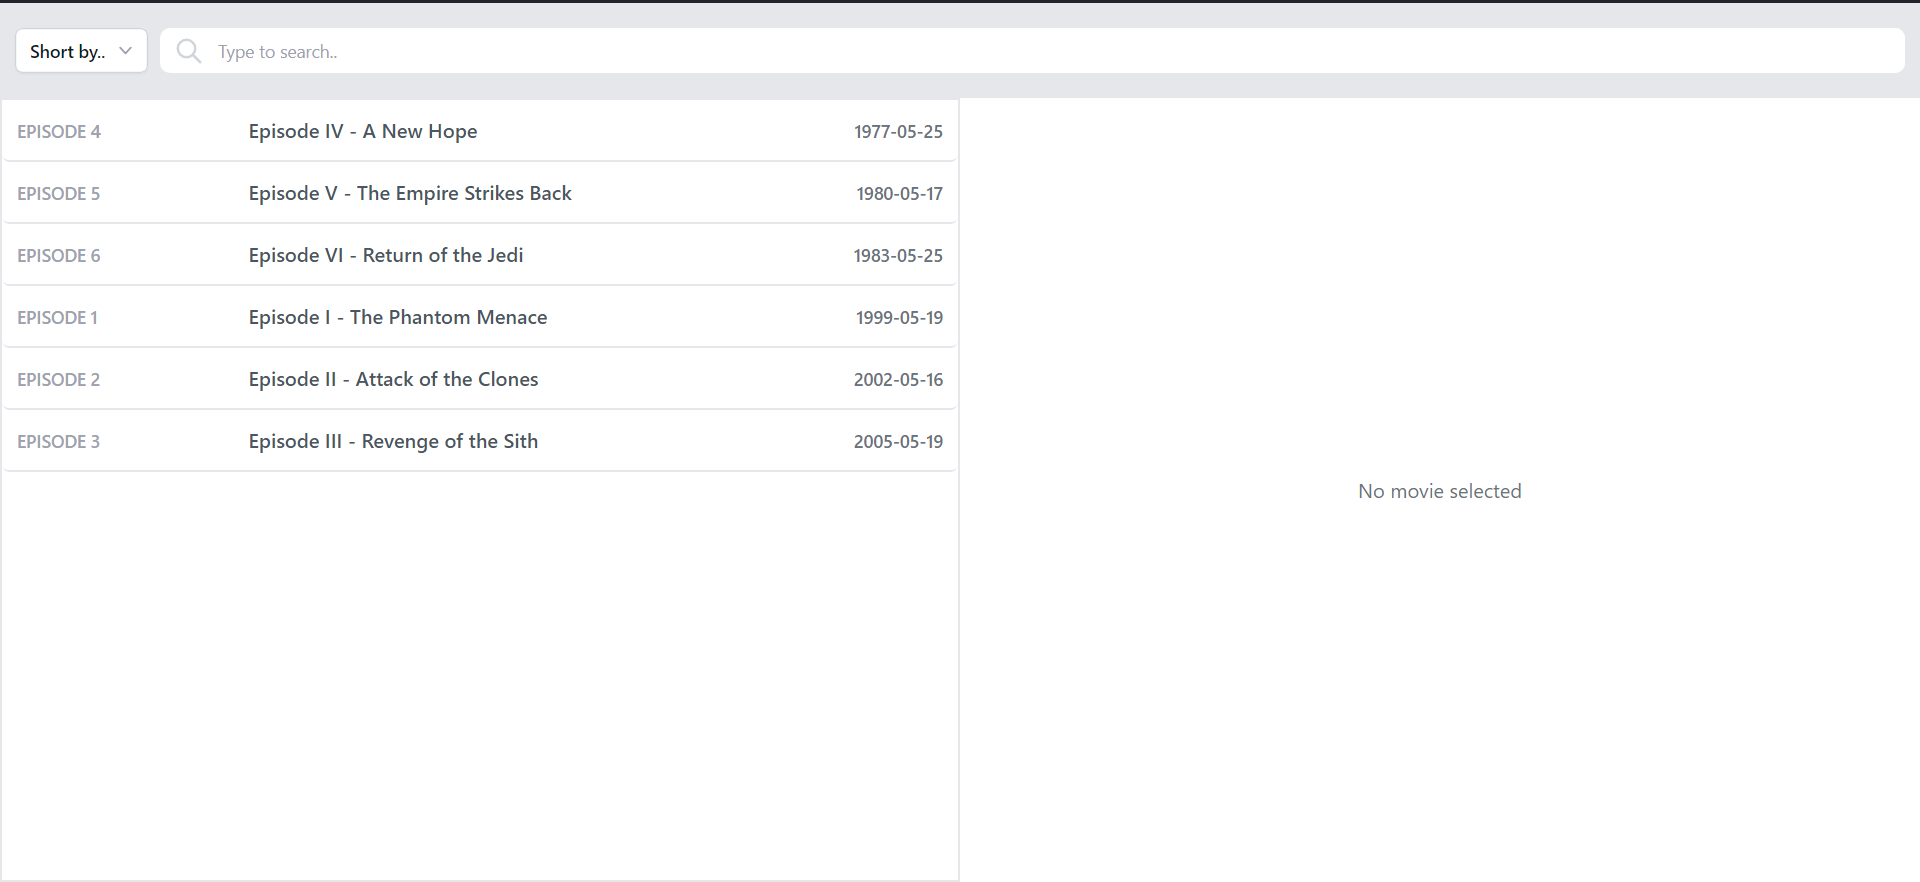 Short by..
Type to search..
EPISODE 4 Episode IV - A New Hope 1977-05-25
EPISODE 5 Episode V - The Empire Strikes Back 1980-05-17
EPISODE 6 Episode VI - Return of the Jedi 1983-05-25
EPISODE 1 Episode I - The Phantom Menace 1999-05-19
EPISODE 2 Episode II - Attack of the Clones 2002-05-16
EPISODE 3 Episode III - Revenge of the Sith 2005-05-19
No movie selected